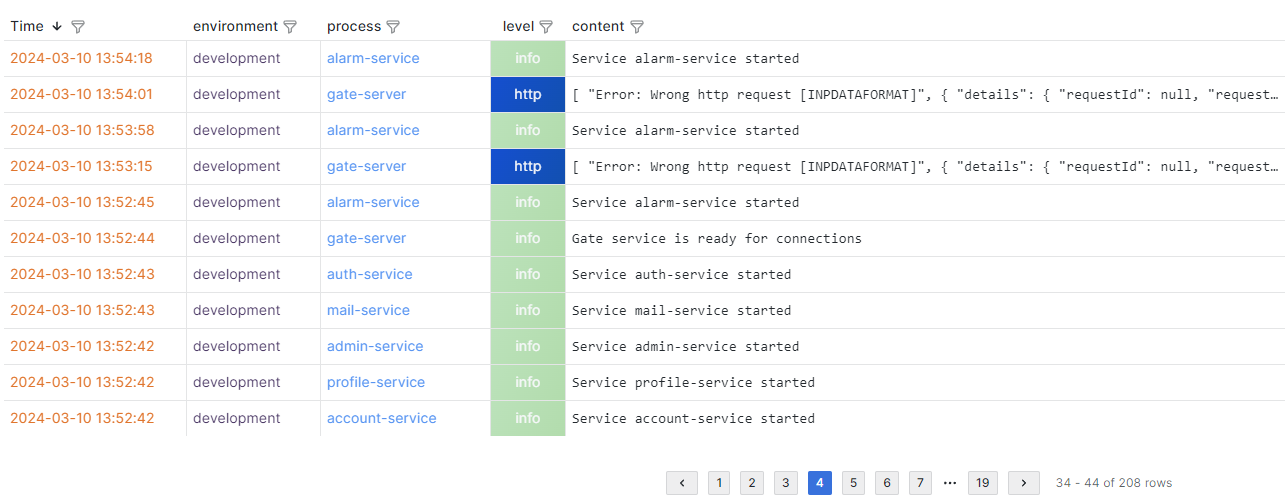 Time environment process level content
2024-03-10 13:54:18 development alarm-service info Service alarm-service started
2024-03-10 13:54:01 development gate-server http [ "Error: Wrong http request [INPDATAFORMAT]", { "details": { "requestId": null, "request…
2024-03-10 13:53:58 development alarm-service info Service alarm-service started
2024-03-10 13:53:15 development gate-server http [ "Error: Wrong http request [INPDATAFORMAT]", { "details": { "requestId": null, "request…
2024-03-10 13:52:45 development alarm-service info Service alarm-service started
2024-03-10 13:52:44 development gate-server info Gate service is ready for connections
2024-03-10 13:52:43 development auth-service info Service auth-service started
2024-03-10 13:52:43 development mail-service info Service mail-service started
2024-03-10 13:52:42 development admin-service info Service admin-service started
2024-03-10 13:52:42 development profile-service info Service profile-service started
2024-03-10 13:52:42 development account-service info Service account-service started
1 2 3 4 5 6 7 ••• 19 34 - 44 of 208 rows